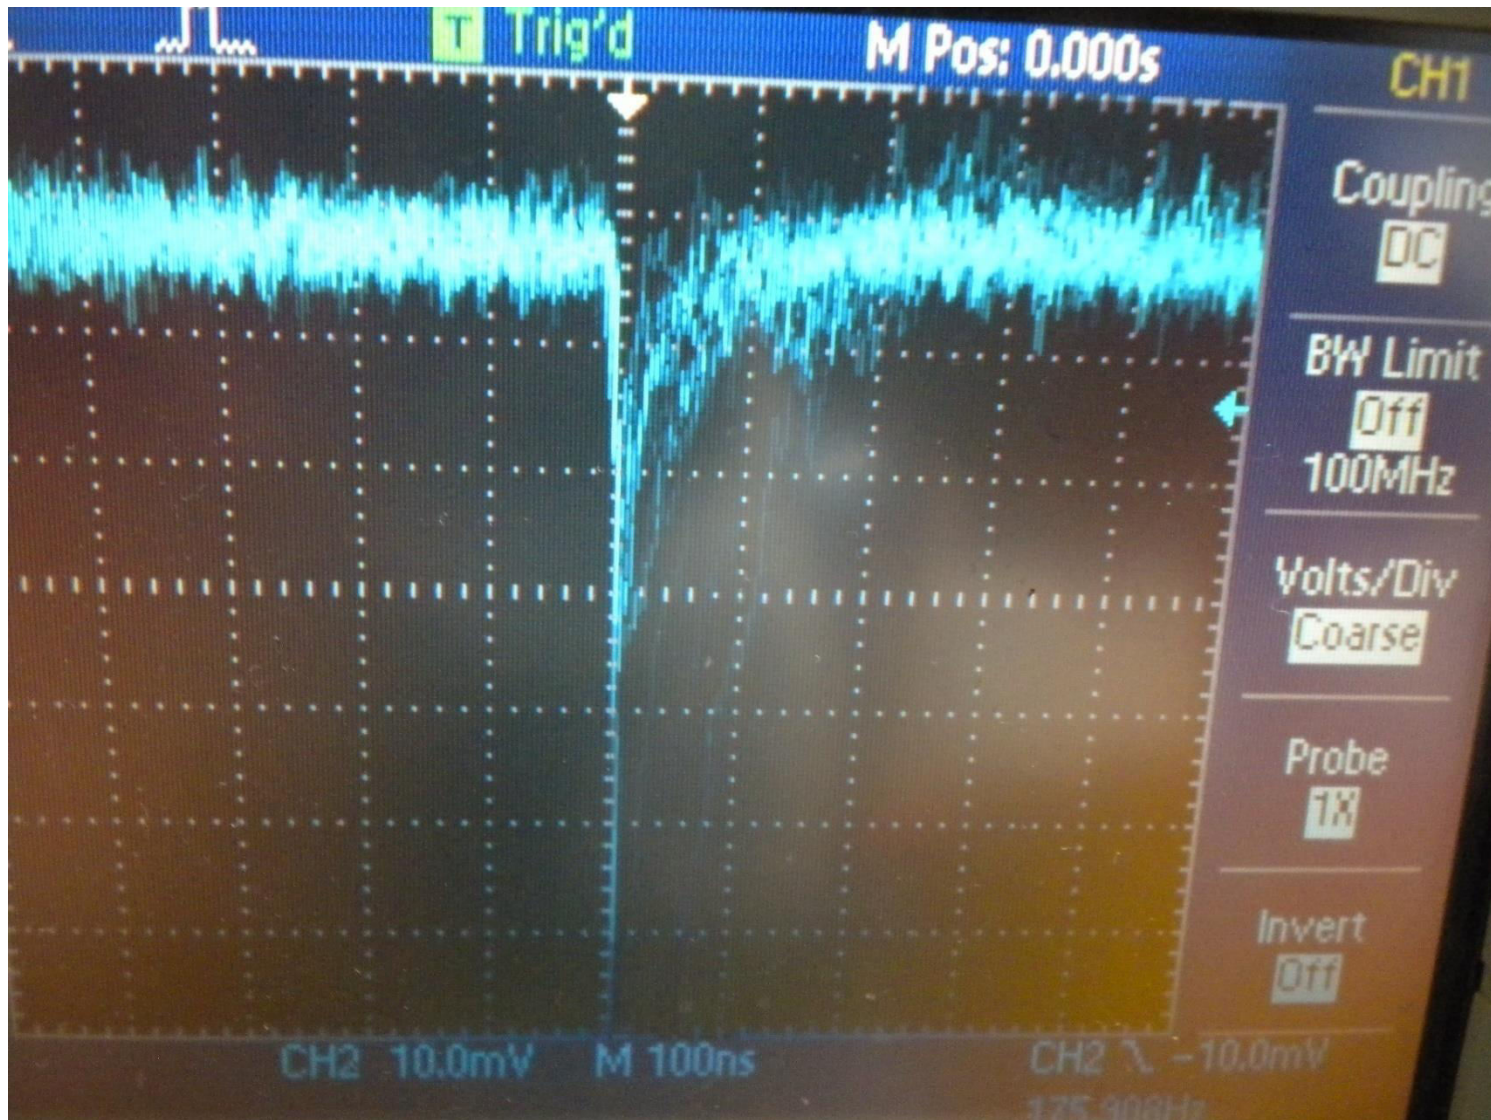 T Trig'd
M Pos: 0.000s
CH1
Coupling
DC
BW Limit
Off
100MHz
Volts/Div
Coarse
Probe
1X
Invert
Off
CH2 10.0mV
M 100ns
CH2 -10.0mV